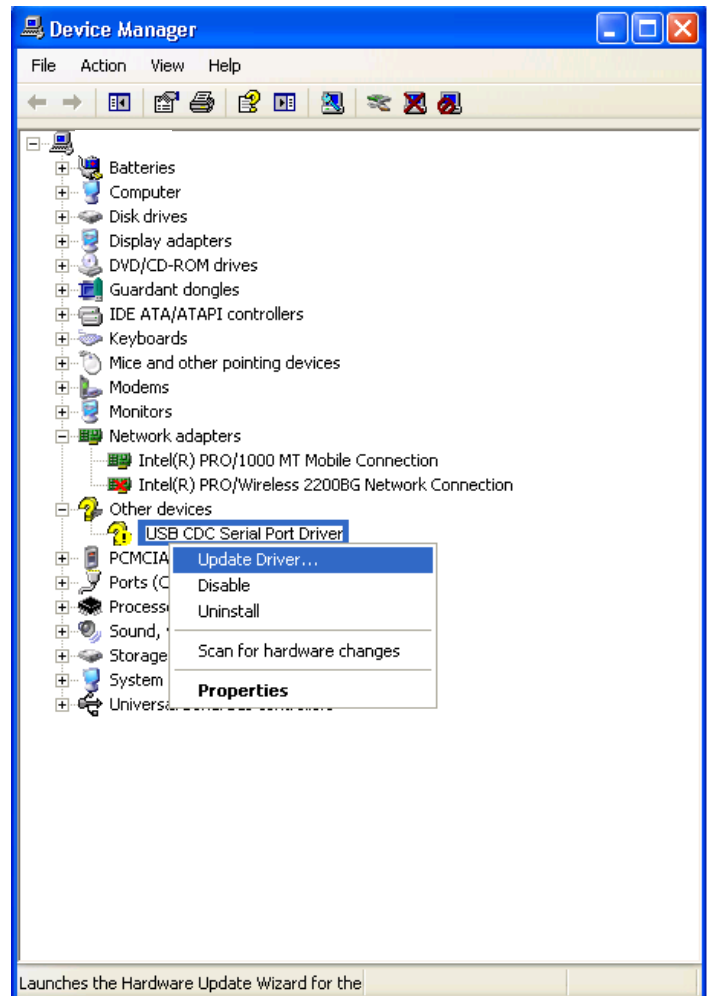 Device Manager
File Action View Help
Batteries
Computer
Disk drives
Display adapters
DVD/CD-ROM drives
Guardant dongles
IDE ATA/ATAPI controllers
Keyboards
Mice and other pointing devices
Modems
Monitors
Network adapters
Intel(R) PRO/1000 MT Mobile Connection
Intel(R) PRO/Wireless 2200BG Network Connection
Other devices
USB CDC Serial Port Driver
PCMCIA
Ports (C
Process
Sound,
Storage
System
Univers
Update Driver...
Disable
Uninstall
Scan for hardware changes
Properties
Launches the Hardware Update Wizard for the